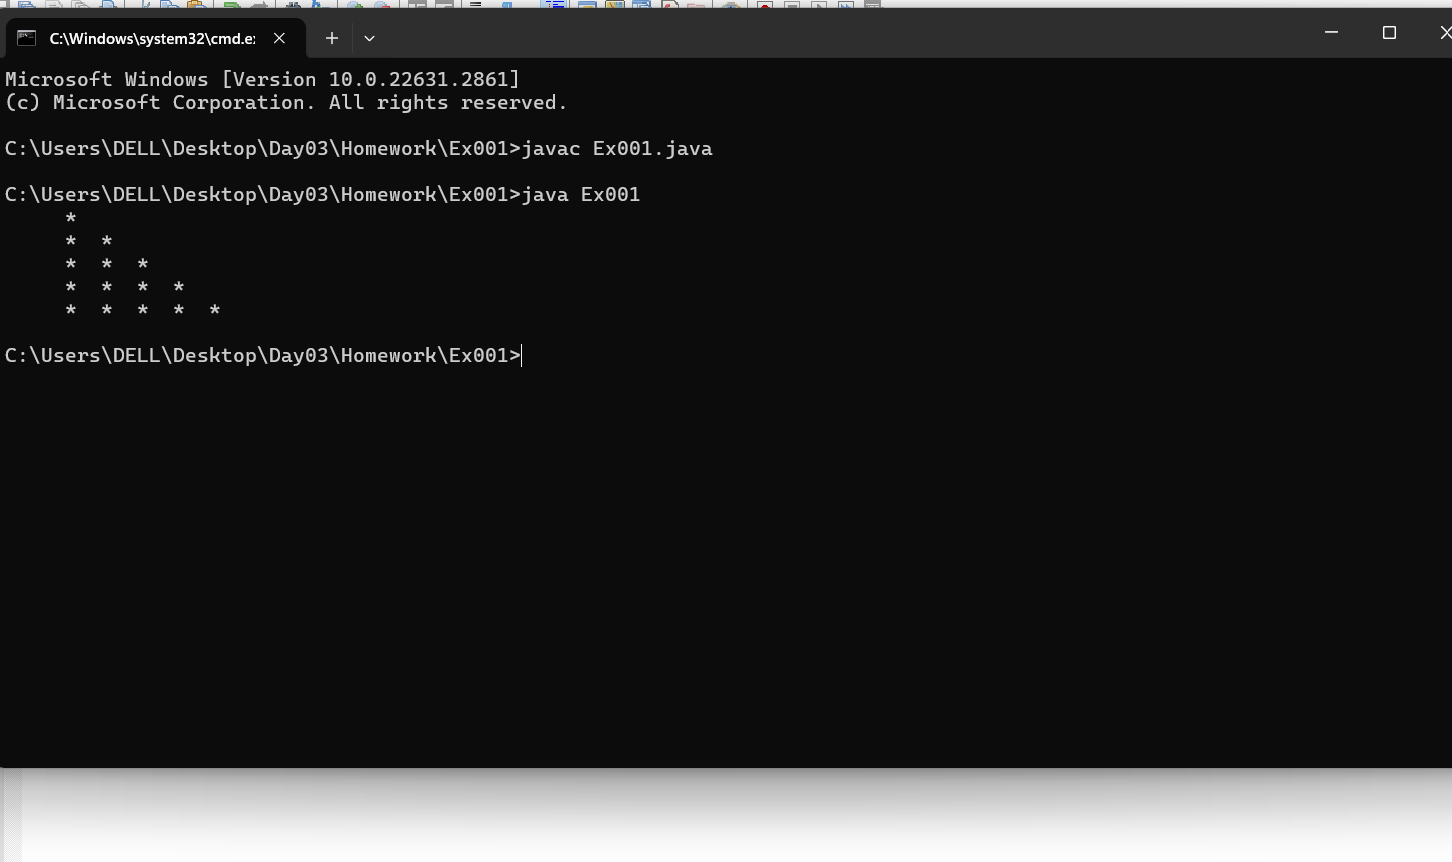 C:\Windows\system32\cmd.e
Microsoft Windows [Version 10.0.22631.2861]
(c) Microsoft Corporation. All rights reserved.
C:\Users\DELL\Desktop\Day03\Homework\Ex001>javac Ex001.java
C:\Users\DELL\Desktop\Day03\Homework\Ex001>java Ex001
     *
     *  *
     *  *  *
     *  *  *  *
     *  *  *  *  *
C:\Users\DELL\Desktop\Day03\Homework\Ex001>